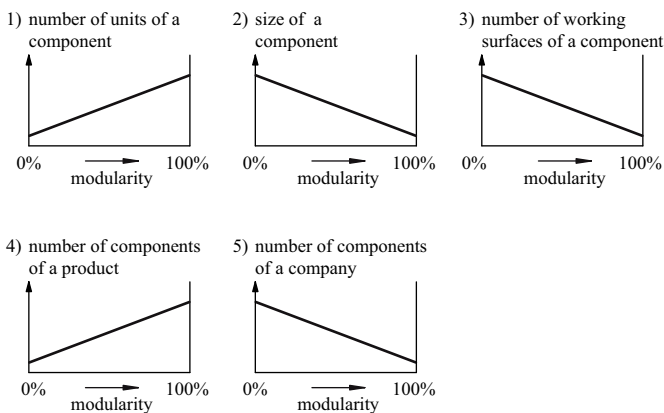 1) number of units of a
component
0% 100%
modularity
2) size of a
component
0% 100%
modularity
3) number of working
surfaces of a component
0% 100%
modularity
4) number of components
of a product
0% 100%
modularity
5) number of components
of a company
0% 100%
modularity